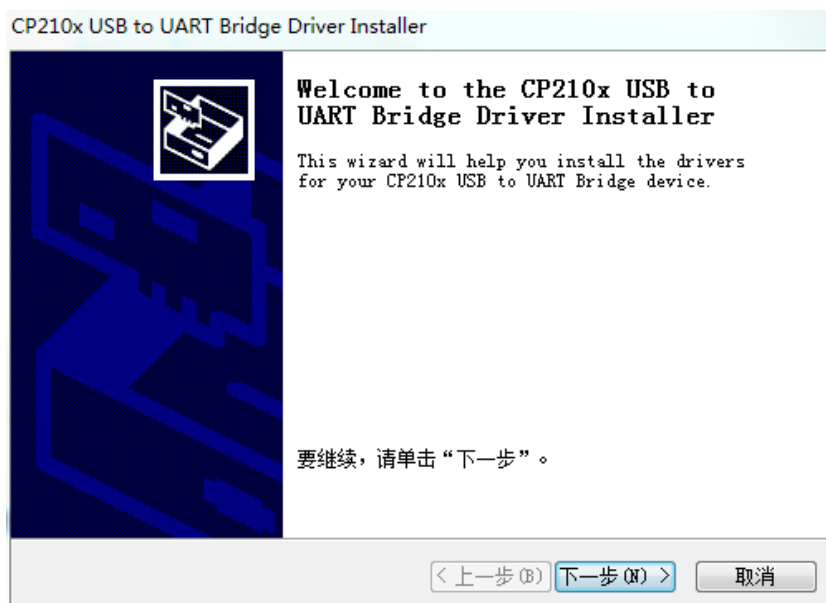 CP210x USB to UART Bridge Driver Installer
Welcome to the CP210x USB to
UART Bridge Driver Installer
This wizard will help you install the drivers
for your CP210x USB to UART Bridge device.
要继续，请单击“下一步”。
< 上一步(B) 下一步(N) > 取消